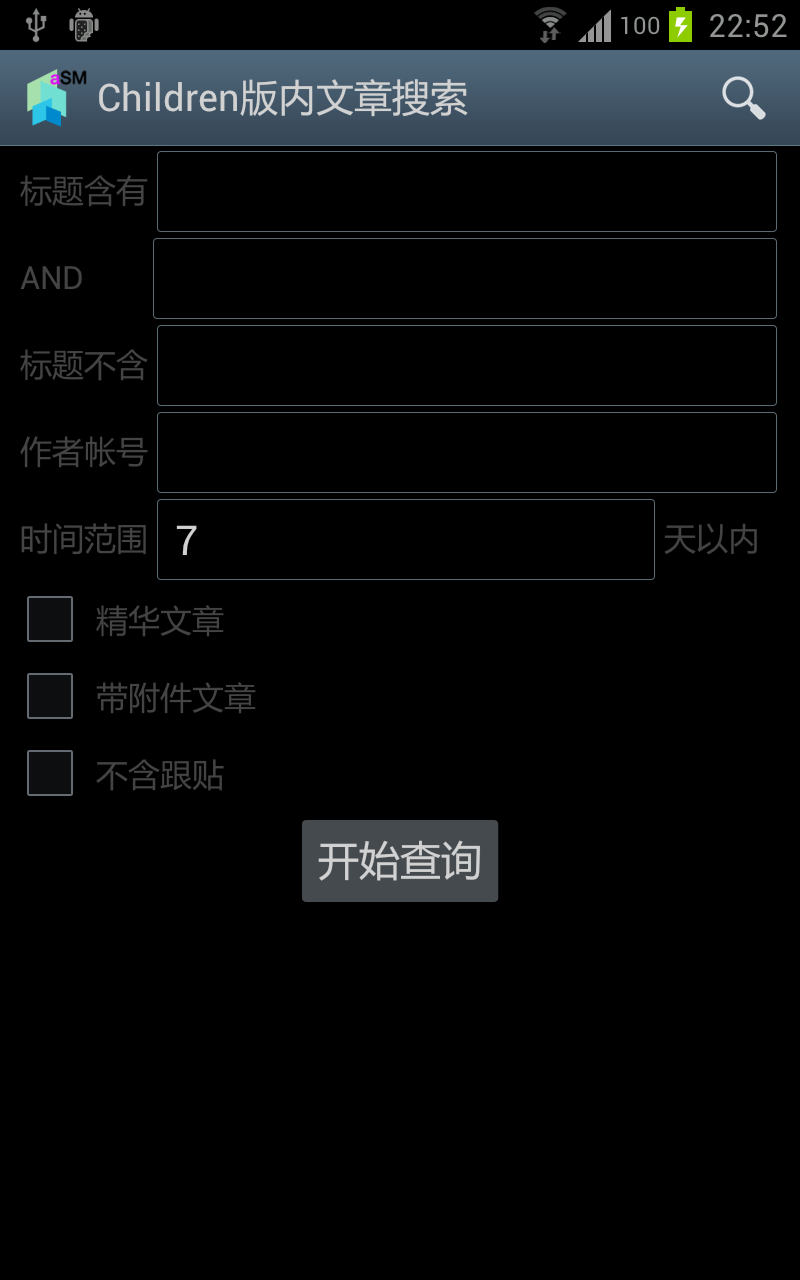 100 22:52
aSM
Children版内文章搜索
标题含有
AND
标题不含
作者帐号
时间范围 7 天以内
精华文章
带附件文章
不含跟贴
开始查询